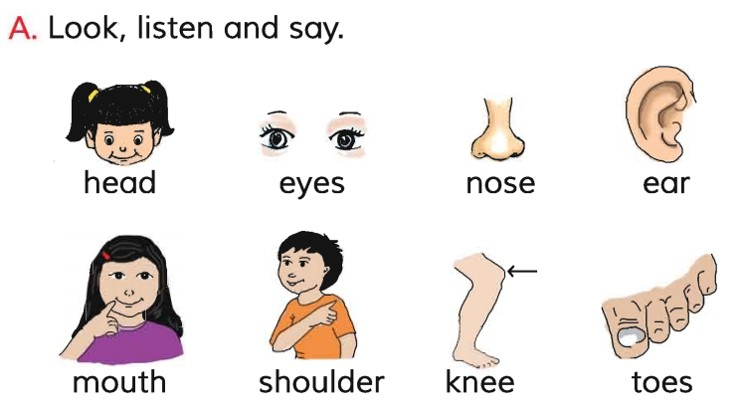 A. Look, listen and say.
head eyes nose ear
mouth shoulder knee toes